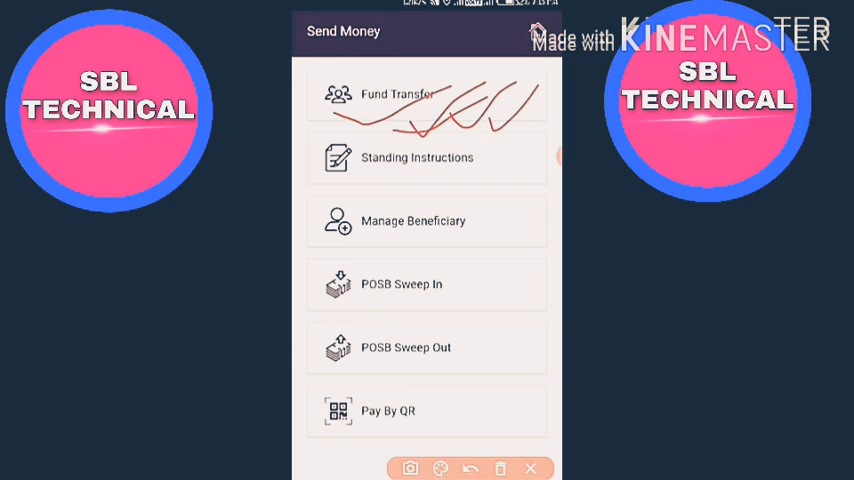 Send Money
Made with KINEMASTER
SBL
TECHNICAL
SBL
TECHNICAL
Fund Transfer
Standing Instructions
Manage Beneficiary
POSB Sweep In
POSB Sweep Out
Pay By QR